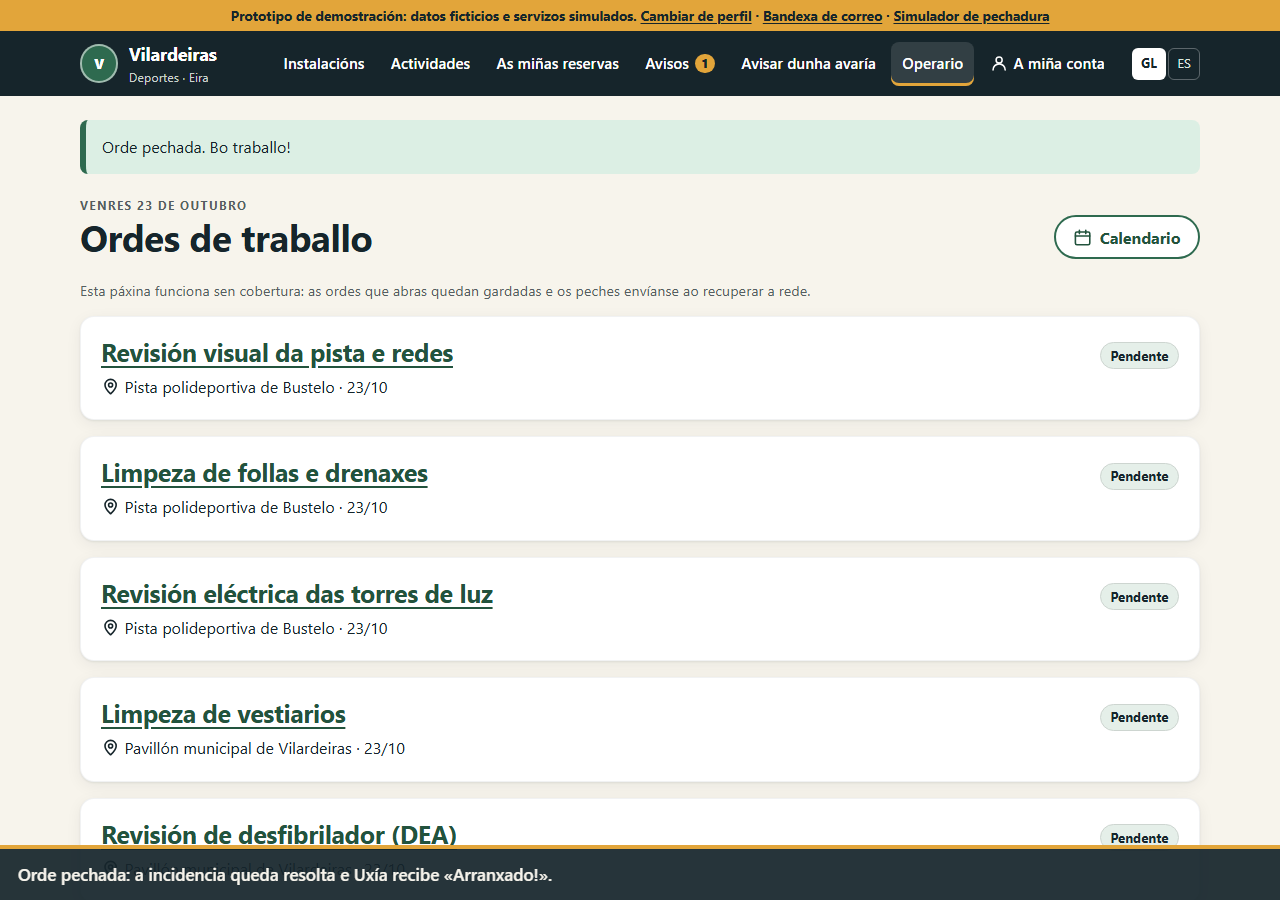 Prototipo de demostración: datos ficticios e servizos simulados. Cambiar de perfil · Bandexa de correo · Simulador de pechadura
V
Vilardeiras
Deportes · Eira
Instalacións
Actividades
As miñas reservas
Avisos 1
Avisar dunha avaría
Operario
A miña conta
GL
ES
Orde pechada. Bo traballo!
VENRES 23 DE OUTUBRO
Ordes de traballo
Calendario
Esta páxina funciona sen cobertura: as ordes que abras quedan gardadas e os peches envíanse ao recuperar a rede.
Revisión visual da pista e redes
Pendente
Pista polideportiva de Bustelo · 23/10
Limpeza de follas e drenaxes
Pendente
Pista polideportiva de Bustelo · 23/10
Revisión eléctrica das torres de luz
Pendente
Pista polideportiva de Bustelo · 23/10
Limpeza de vestiarios
Pendente
Pavillón municipal de Vilardeiras · 23/10
Revisión de desfibrilador (DEA)
Pendente
Pavillón municipal de Vilardeiras · 23/10
Orde pechada: a incidencia queda resolta e Uxía recibe «Arranxado!».